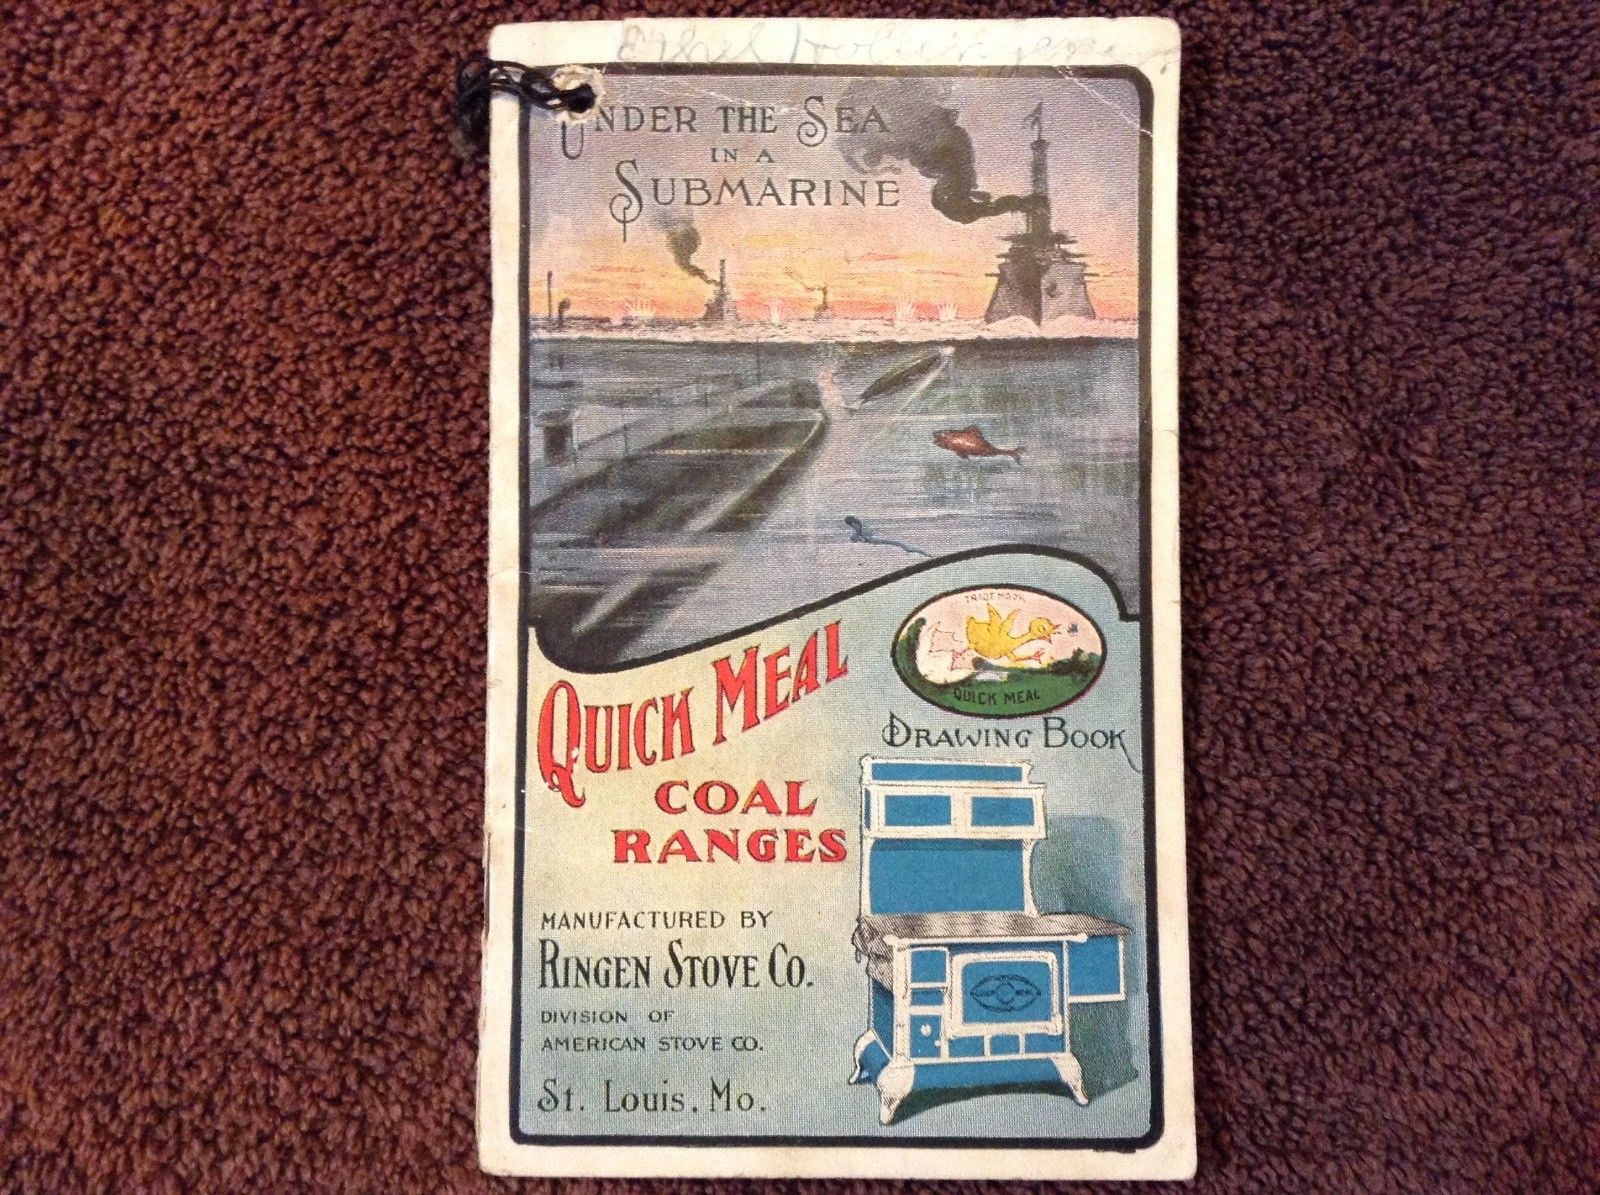 Ethel
UNDER THE SEA
IN A
SUBMARINE
TRADE MARK
QUICK MEAL
QUICK MEAL
DRAWING BOOK
COAL
RANGES
MANUFACTURED BY
RINGEN STOVE CO.
DIVISION OF
AMERICAN STOVE CO.
St. Louis. Mo.